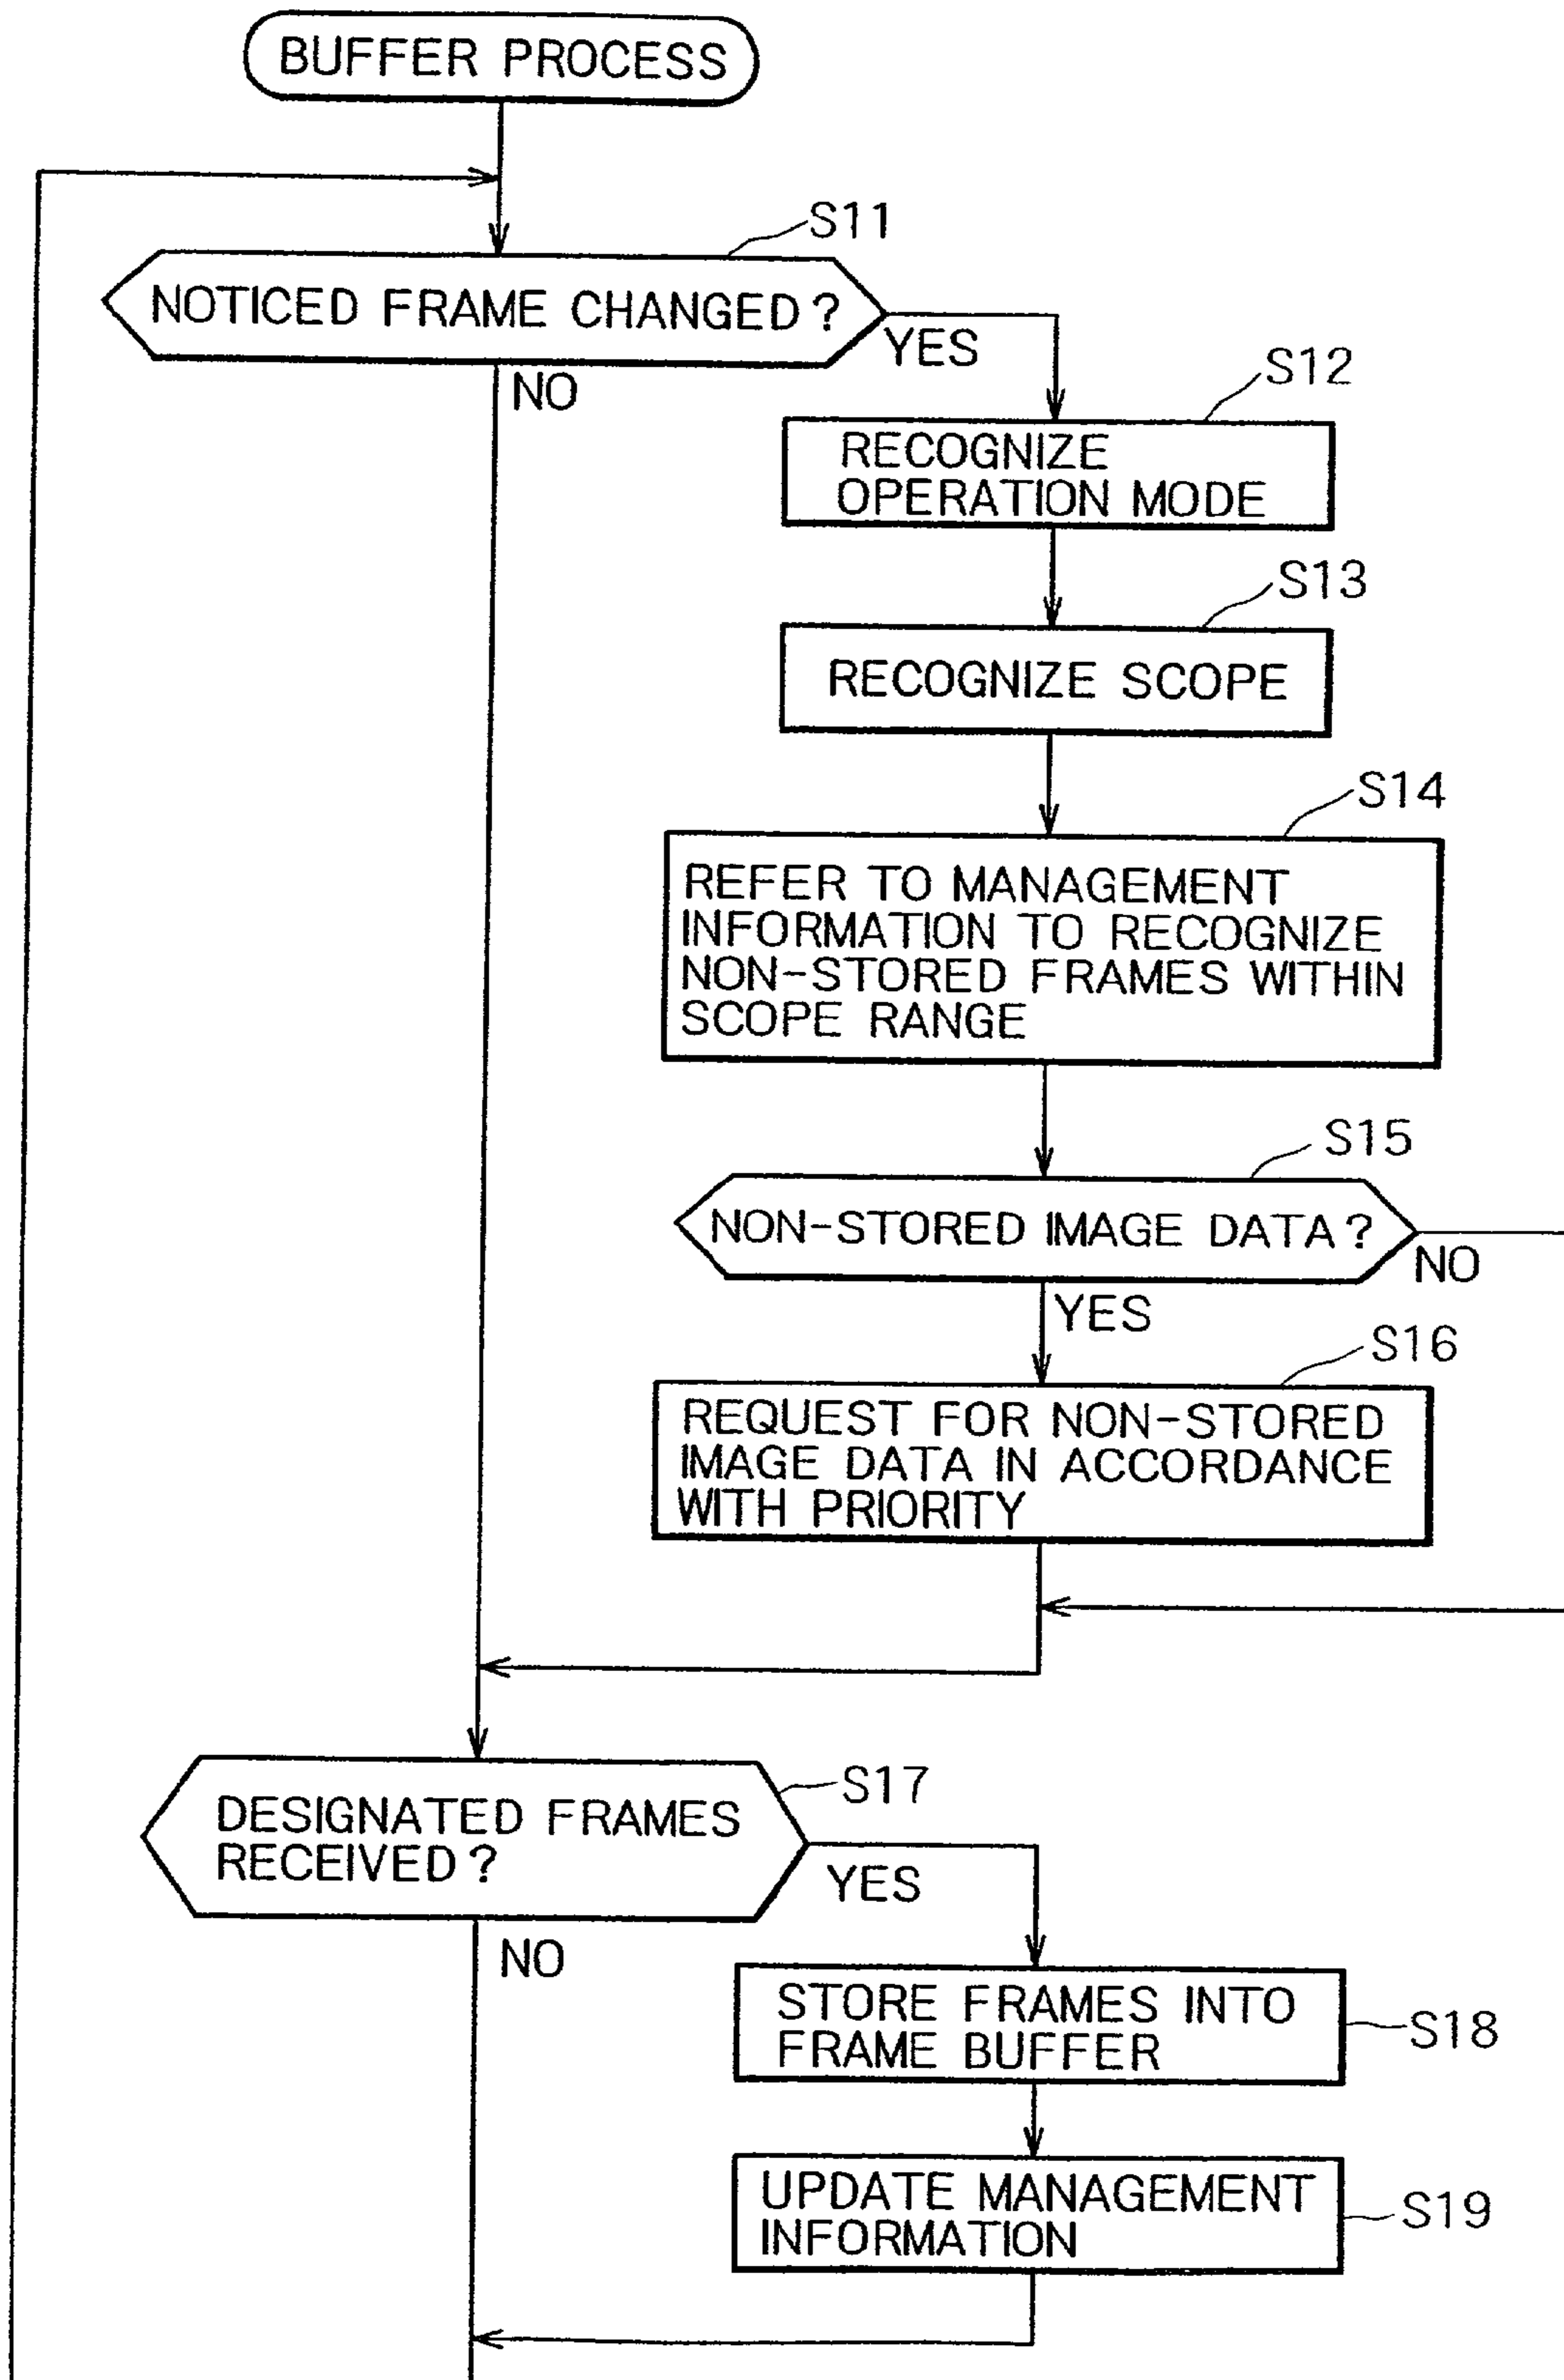 BUFFER PROCESS
S11
NOTICED FRAME CHANGED?
YES
NO
S12
RECOGNIZE
OPERATION MODE
S13
RECOGNIZE SCOPE
S14
REFER TO MANAGEMENT
INFORMATION TO RECOGNIZE
NON-STORED FRAMES WITHIN
SCOPE RANGE
S15
NON-STORED IMAGE DATA?
NO
YES
S16
REQUEST FOR NON-STORED
IMAGE DATA IN ACCORDANCE
WITH PRIORITY
S17
DESIGNATED FRAMES
RECEIVED?
YES
NO
STORE FRAMES INTO
FRAME BUFFER
S18
UPDATE MANAGEMENT
INFORMATION
S19